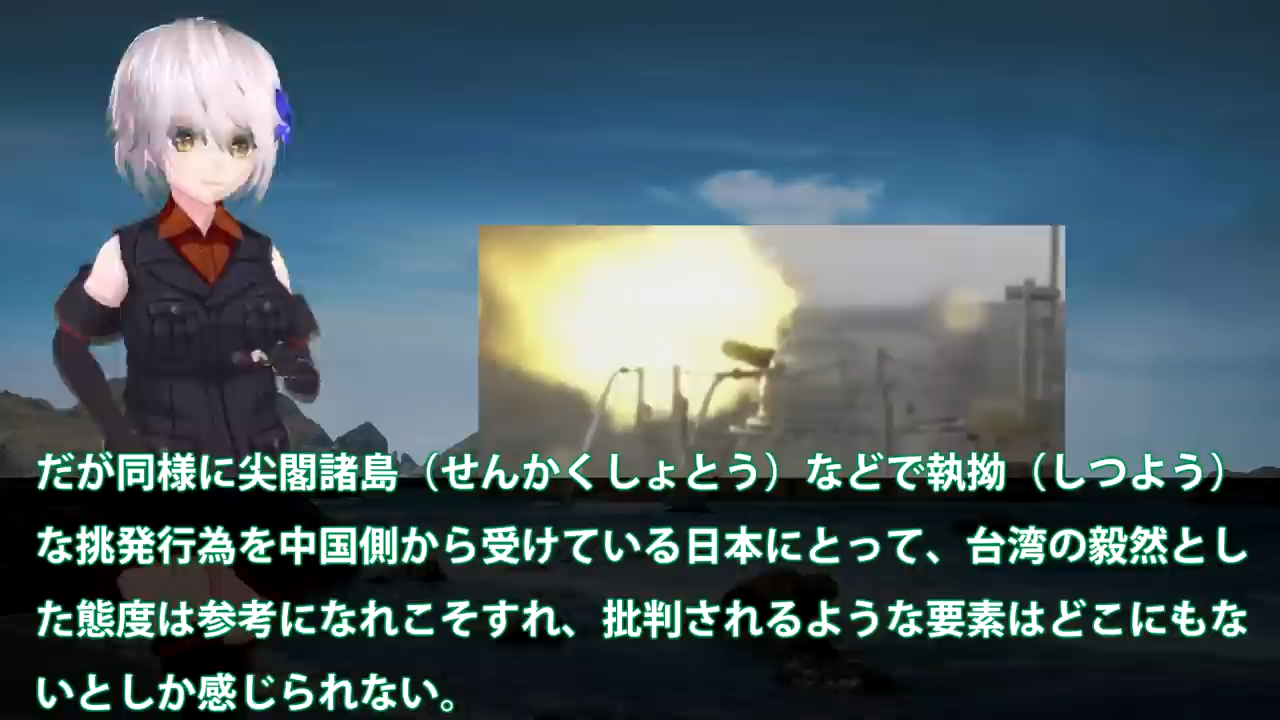 だが同様に尖閣諸島（せんかくしょとう）などで執拗（しつよう）
な挑発行為を中国側から受けている日本にとって、台湾の毅然とし
た態度は参考になれこそすれ、批判されるような要素はどこにもな
いとしか感じられない。